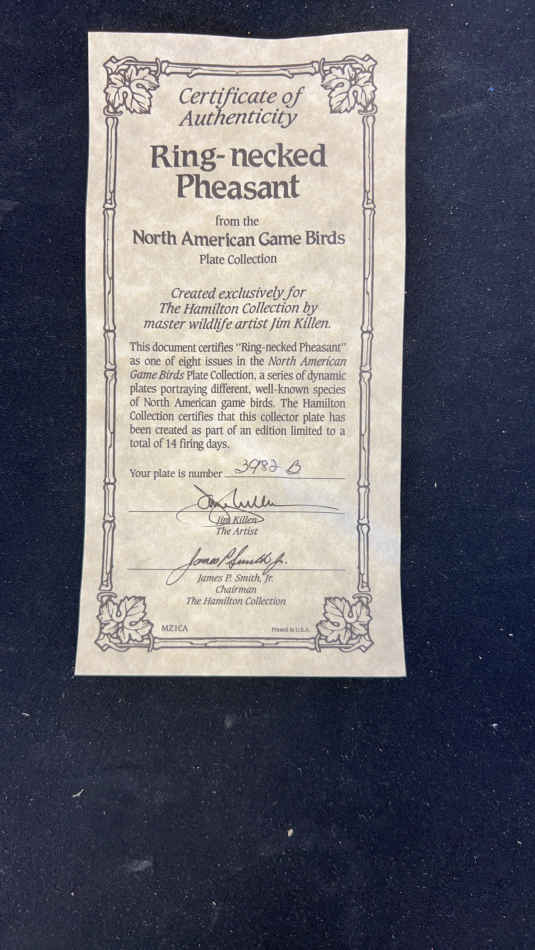 Certificate of
Authenticity
Ring-necked
Pheasant
from the
North American Game Birds
Plate Collection
Created exclusively for
The Hamilton Collection by
master wildlife artist Jim Killen.
This document certifies "Ring-necked Pheasant"
as one of eight issues in the North American
Game Birds Plate Collection, a series of dynamic
plates portraying different, well-known species
of North American game birds. The Hamilton
Collection certifies that this collector plate has
been created as part of an edition limited to a
total of 14 firing days.
Your plate is number 3982 B
Jim Killen
Jim Killen
The Artist
James P. Smith, Jr.
James P. Smith, Jr.
Chairman
The Hamilton Collection
MZ1CA Printed in U.S.A.